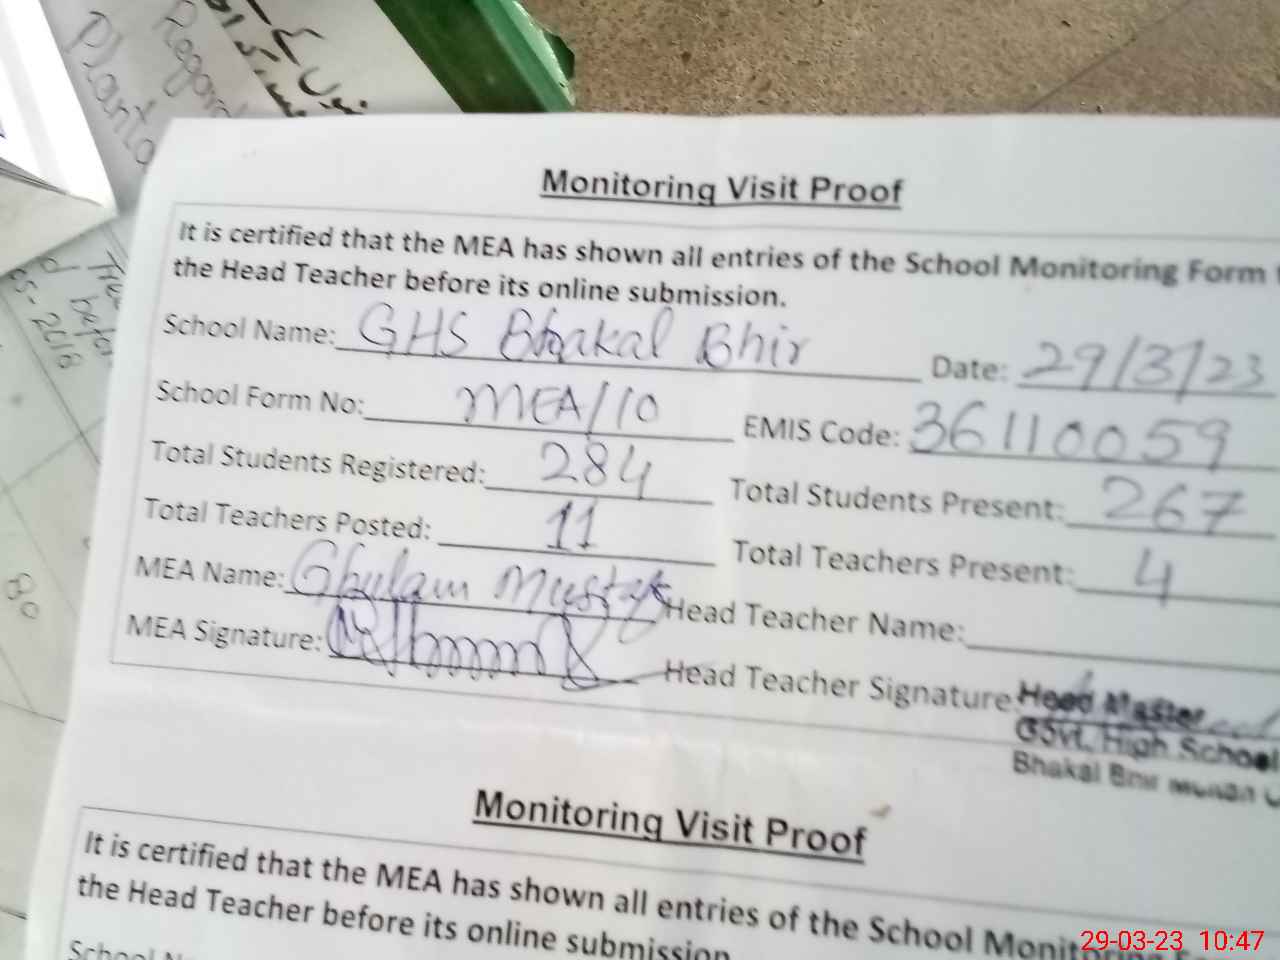 Regard
Planta
Monitoring Visit Proof
It is certified that the MEA has shown all entries of the School Monitoring Form
the Head Teacher before its online submission.
School Name: GHS Bhakal Bhir Date: 29/3/23
School Form No: MEA/10 EMIS Code: 36110059
Total Students Registered: 284 Total Students Present: 267
Total Teachers Posted: 11 Total Teachers Present: 4
MEA Name: Ghulam Mustafa Head Teacher Name:
MEA Signature: Head Teacher Signature:
Head Master
Govt. High School
Bhakal Bhir
Monitoring Visit Proof
It is certified that the MEA has shown all entries of the School Monitoring
the Head Teacher before its online submission.
School
29-03-23 10:47